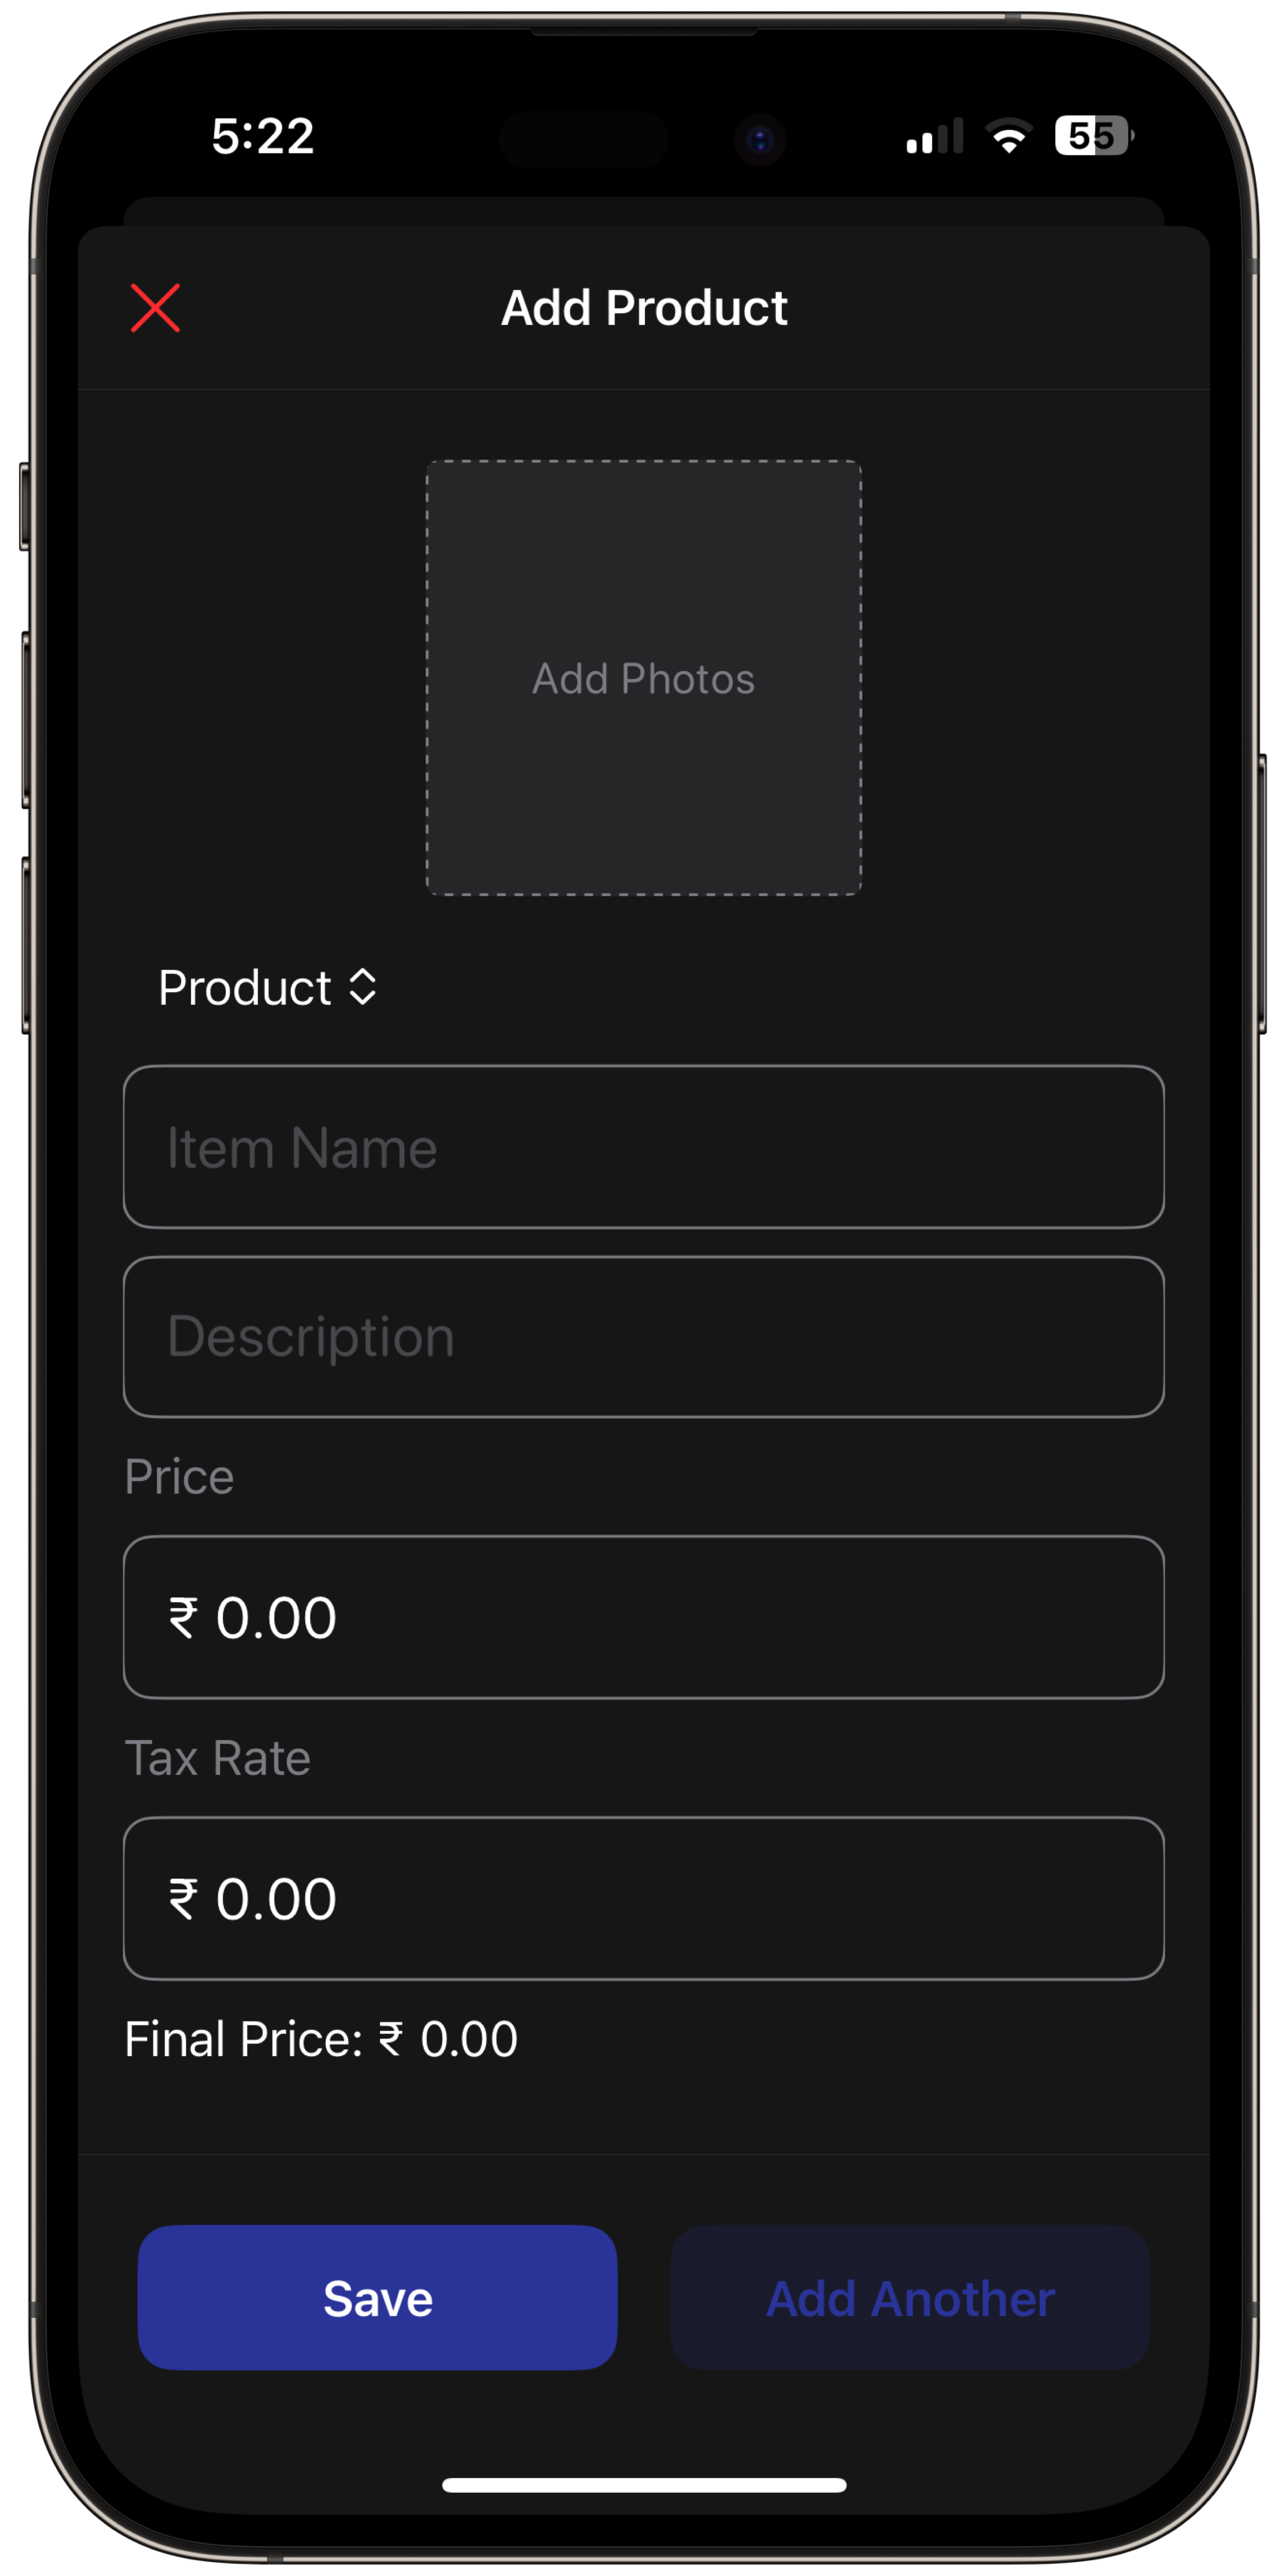 5:22
55
Add Product
Add Photos
Product
Item Name
Description
Price
₹ 0.00
Tax Rate
₹ 0.00
Final Price: ₹ 0.00
Save
Add Another